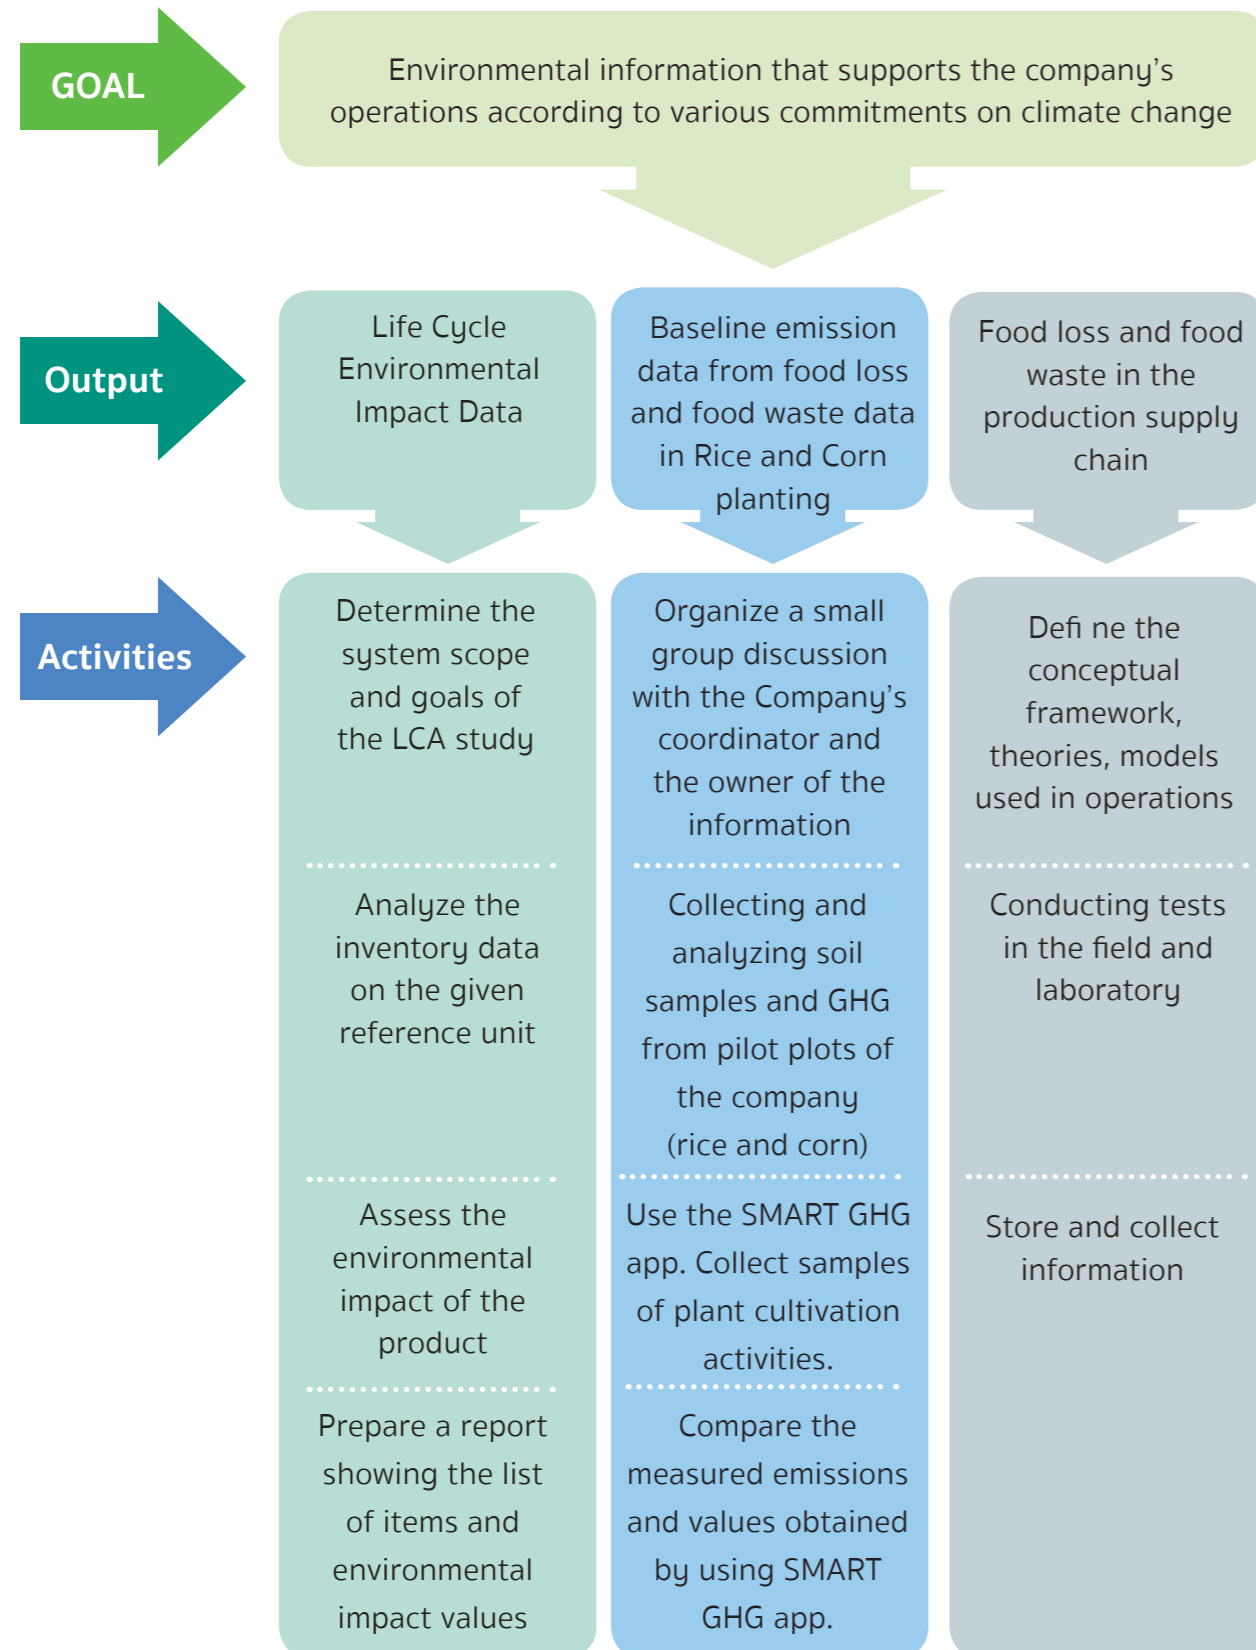 GOAL
Environmental information that supports the company's
operations according to various commitments on climate change
Output
Life Cycle
Environmental
Impact Data
Baseline emission
data from food loss
and food waste data
in Rice and Corn
planting
Food loss and food
waste in the
production supply
chain
Activities
Determine the
system scope
and goals of
the LCA study
Analyze the
inventory data
on the given
reference unit
Assess the
environmental
impact of the
product
Prepare a report
showing the list
of items and
environmental
impact values
Organize a small
group discussion
with the Company's
coordinator and
the owner of the
information
Collecting and
analyzing soil
samples and GHG
from pilot plots of
the company
(rice and corn)
Use the SMART GHG
app. Collect samples
of plant cultivation
activities.
Compare the
measured emissions
and values obtained
by using SMART
GHG app.
Defi ne the
conceptual
framework,
theories, models
used in operations
Conducting tests
in the field and
laboratory
Store and collect
information